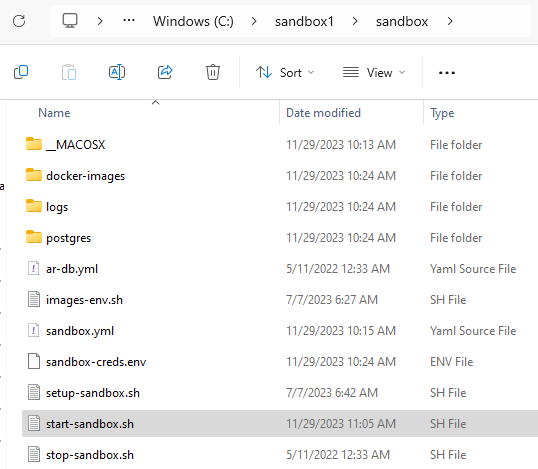 Windows (C:) sandbox1 sandbox
Sort View
Name Date modified Type
__MACOSX 11/29/2023 10:13 AM File folder
docker-images 11/29/2023 10:24 AM File folder
logs 11/29/2023 10:24 AM File folder
postgres 11/29/2023 10:24 AM File folder
a
ar-db.yml 5/11/2022 12:33 AM Yaml Source File
images-env.sh 7/7/2023 6:27 AM SH File
sandbox.yml 11/29/2023 10:15 AM Yaml Source File
sandbox-creds.env 11/29/2023 10:24 AM ENV File
setup-sandbox.sh 7/7/2023 6:42 AM SH File
start-sandbox.sh 11/29/2023 11:05 AM SH File
stop-sandbox.sh 5/11/2022 12:33 AM SH File